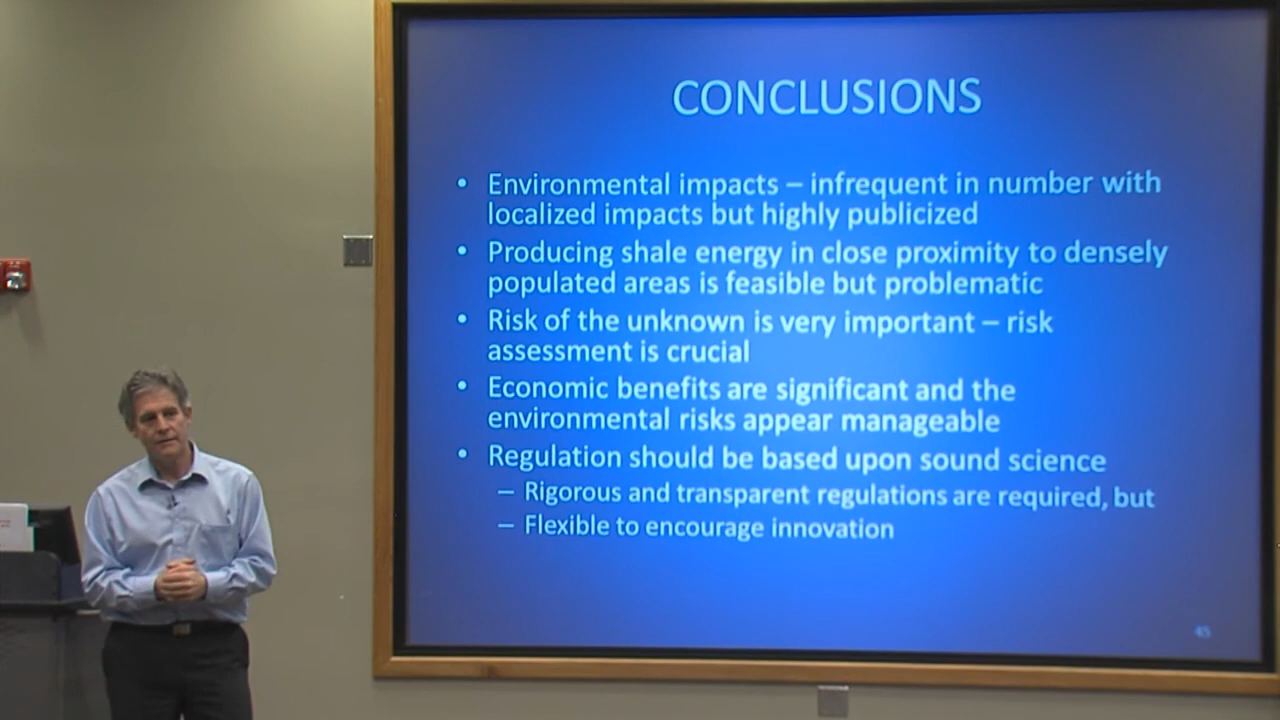 CONCLUSIONS
• Environmental impacts – infrequent in number with
localized impacts but highly publicized
• Producing shale energy in close proximity to densely
populated areas is feasible but problematic
• Risk of the unknown is very important – risk
assessment is crucial
• Economic benefits are significant and the
environmental risks appear manageable
• Regulation should be based upon sound science
– Rigorous and transparent regulations are required, but
– Flexible to encourage innovation
45